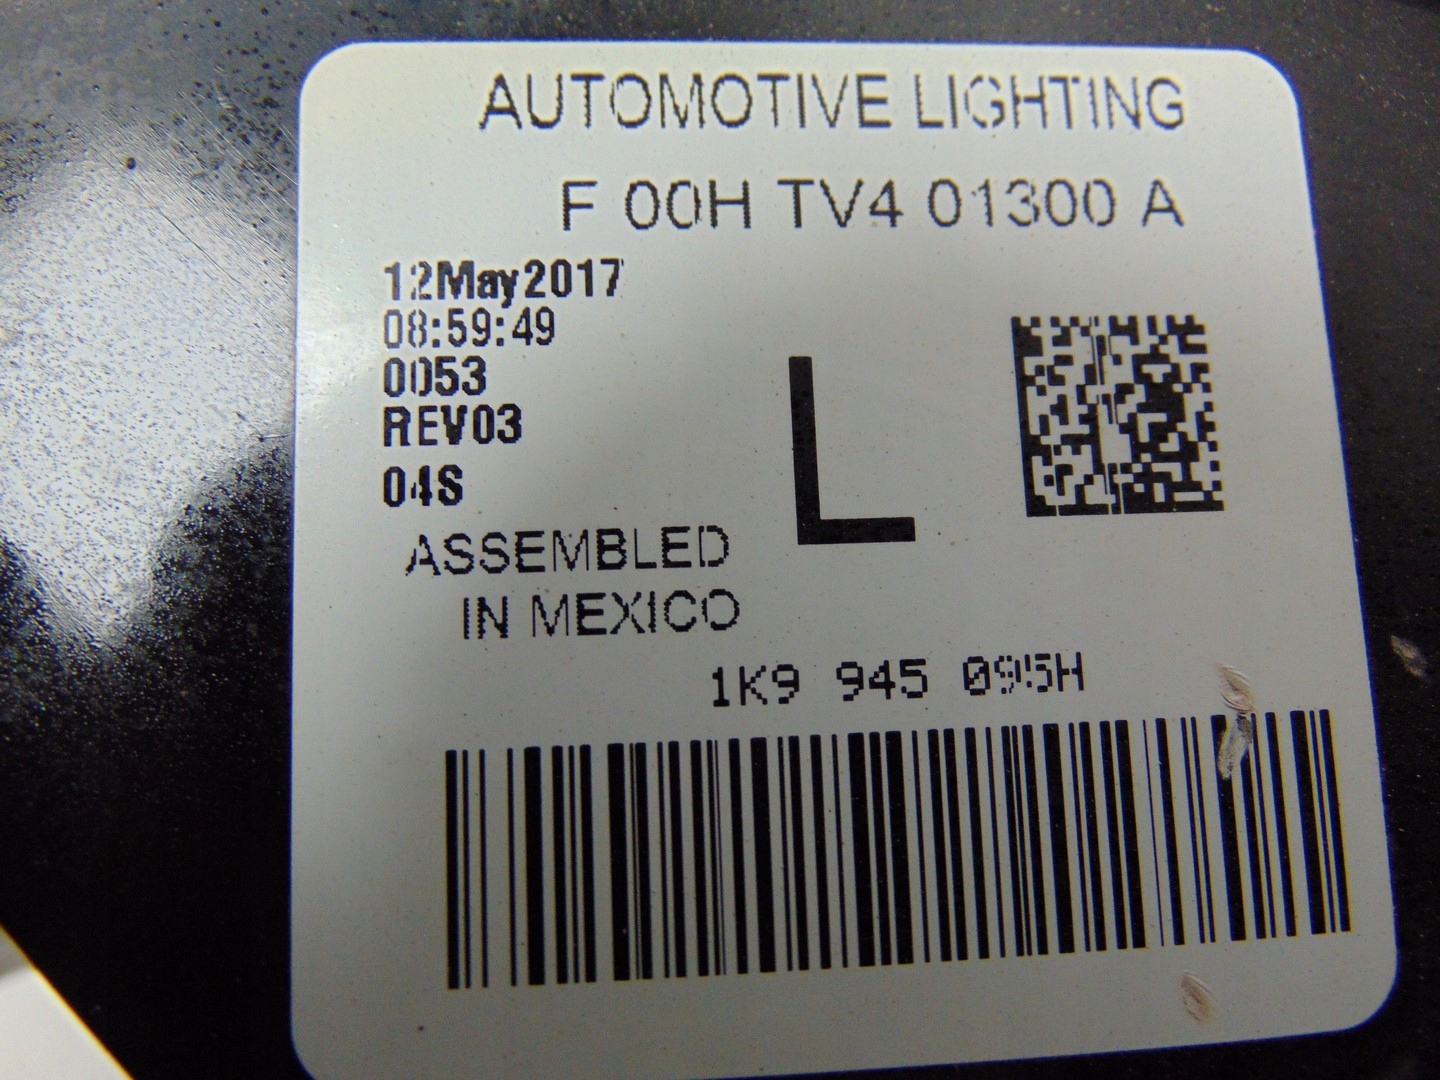 AUTOMOTIVE LIGHTING
F 00H TV4 01300 A
12May2017
08:59:49
0053
REV03
04S
L
ASSEMBLED
IN MEXICO
1K9 945 095H